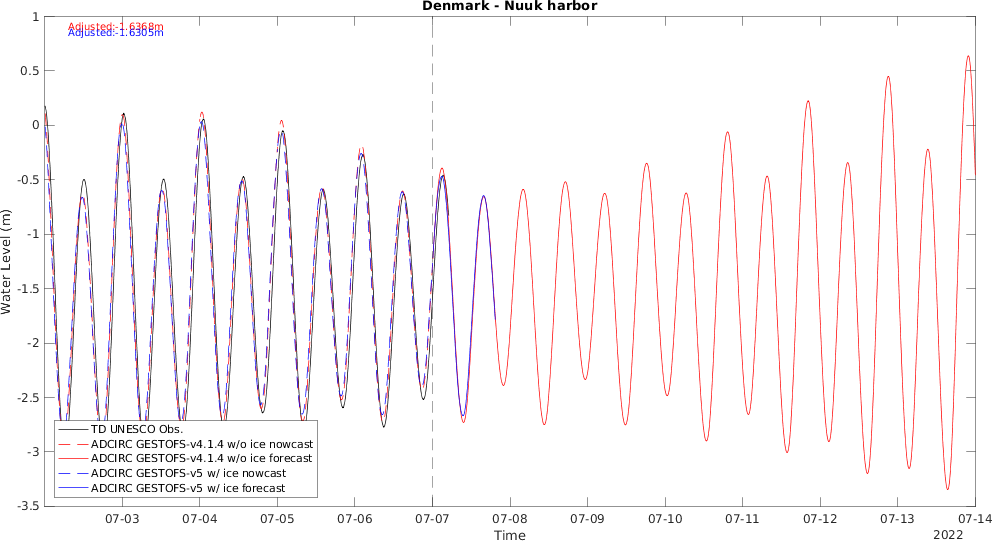 Denmark - Nuuk harbor
Adjusted:-1.6368m
Adjusted:-1.6305m
1
0.5
0
-0.5
-1
-1.5
-2
-2.5
-3
-3.5
Water Level (m)
TD UNESCO Obs.
ADCIRC GESTOFS-v4.1.4 w/o ice nowcast
ADCIRC GESTOFS-v4.1.4 w/o ice forecast
ADCIRC GESTOFS-v5 w/ ice nowcast
ADCIRC GESTOFS-v5 w/ ice forecast
07-03 07-04 07-05 07-06 07-07 07-08 07-09 07-10 07-11 07-12 07-13 07-14
Time
2022